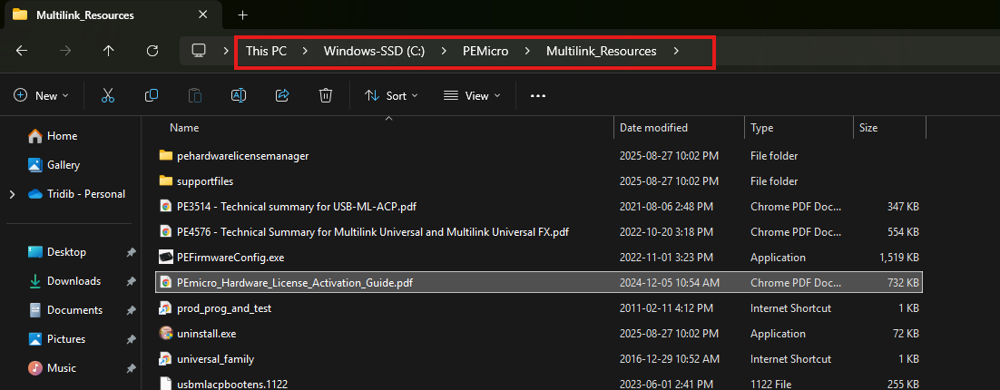 Multilink_Resources
This PC > Windows-SSD (C:) > PEMicro > Multilink_Resources >
New Sort View
Name Date modified Type Size
Home
Gallery
Tridib - Personal
Desktop
Downloads
Documents
Pictures
Music
pehardwarelicensemanager 2025-08-27 10:02 PM File folder
supportfiles 2025-08-27 10:02 PM File folder
PE3514 - Technical summary for USB-ML-ACP.pdf 2021-08-06 2:48 PM Chrome PDF Doc... 347 KB
PE4576 - Technical Summary for Multilink Universal and Multilink Universal FX.pdf 2022-10-20 3:18 PM Chrome PDF Doc... 554 KB
PEFirmwareConfig.exe 2022-11-01 3:23 PM Application 1,519 KB
PEmicro_Hardware_License_Activation_Guide.pdf 2024-12-05 10:54 AM Chrome PDF Doc... 732 KB
prod_prog_and_test 2011-02-11 4:12 PM Internet Shortcut 1 KB
uninstall.exe 2025-08-27 10:02 PM Application 72 KB
universal_family 2016-12-29 10:52 AM Internet Shortcut 1 KB
usbmlacpbootens.1122 2023-06-01 2:41 PM 1122 File 255 KB